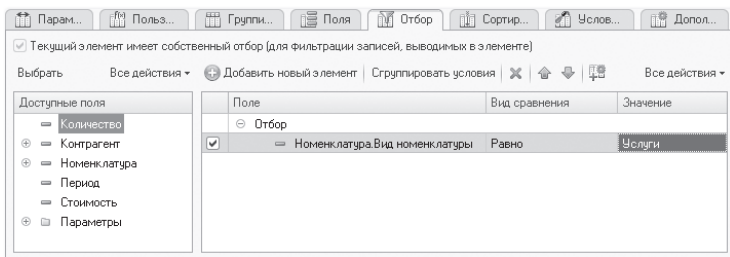 Парам... Польз... Группи... Поля Отбор Сортир... Услов... Допол...
Текущий элемент имеет собственный отбор (для фильтрации записей, выводимых в элементе)
Выбрать Все действия Добавить новый элемент Сгруппировать условия Все действия
Доступные поля Поле Вид сравнения Значение
Количество Отбор
Контрагент Номенклатура.Вид номенклатуры Равно Услуги
Номенклатура
Период
Стоимость
Параметры